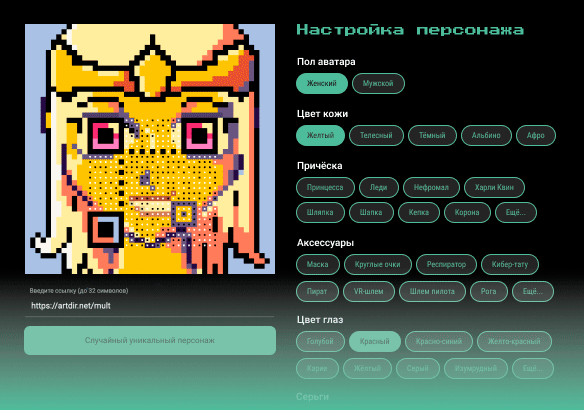 Настройка персонажа
Пол аватара
Женский Мужской
Цвет кожи
Желтый Телесный Тёмный Альбино Афро
Причёска
Принцесса Леди Нефромал Харли Квин
Шляпка Шапка Кепка Корона Ещё...
Аксессуары
Маска Круглые очки Респиратор Кибер-тату
Пират VR-шлем Шлем пилота Рога Ещё...
Цвет глаз
Голубой Красный Красно-синий Желто-красный
Карие Жёлтый Серый Изумрудный Ещё...
Серьги
Введите ссылку (до 32 символов)
https://artdir.net/mult
Случайный уникальный персонаж